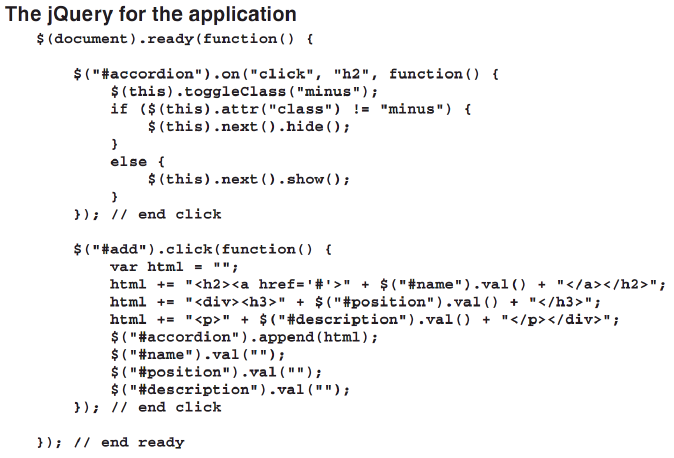 The jQuery for the application
$(document).ready(function() {
$("#accordion").on("click", "h2", function() {
$(this).toggleClass("minus");
if ($(this).attr("class") != "minus") {
$(this).next().hide();
}
else {
$(this).next().show();
}
}); // end click
$("#add").click(function() {
var html = "";
html += "<h2><a href='#'>" + $("#name").val() + "</a></h2>";
html += "<div><h3>" + $("#position").val() + "</h3>";
html += "<p>" + $("#description").val() + "</p></div>";
$("#accordion").append(html);
$("#name").val("");
$("#position").val("");
$("#description").val("");
}); // end click
}); // end ready